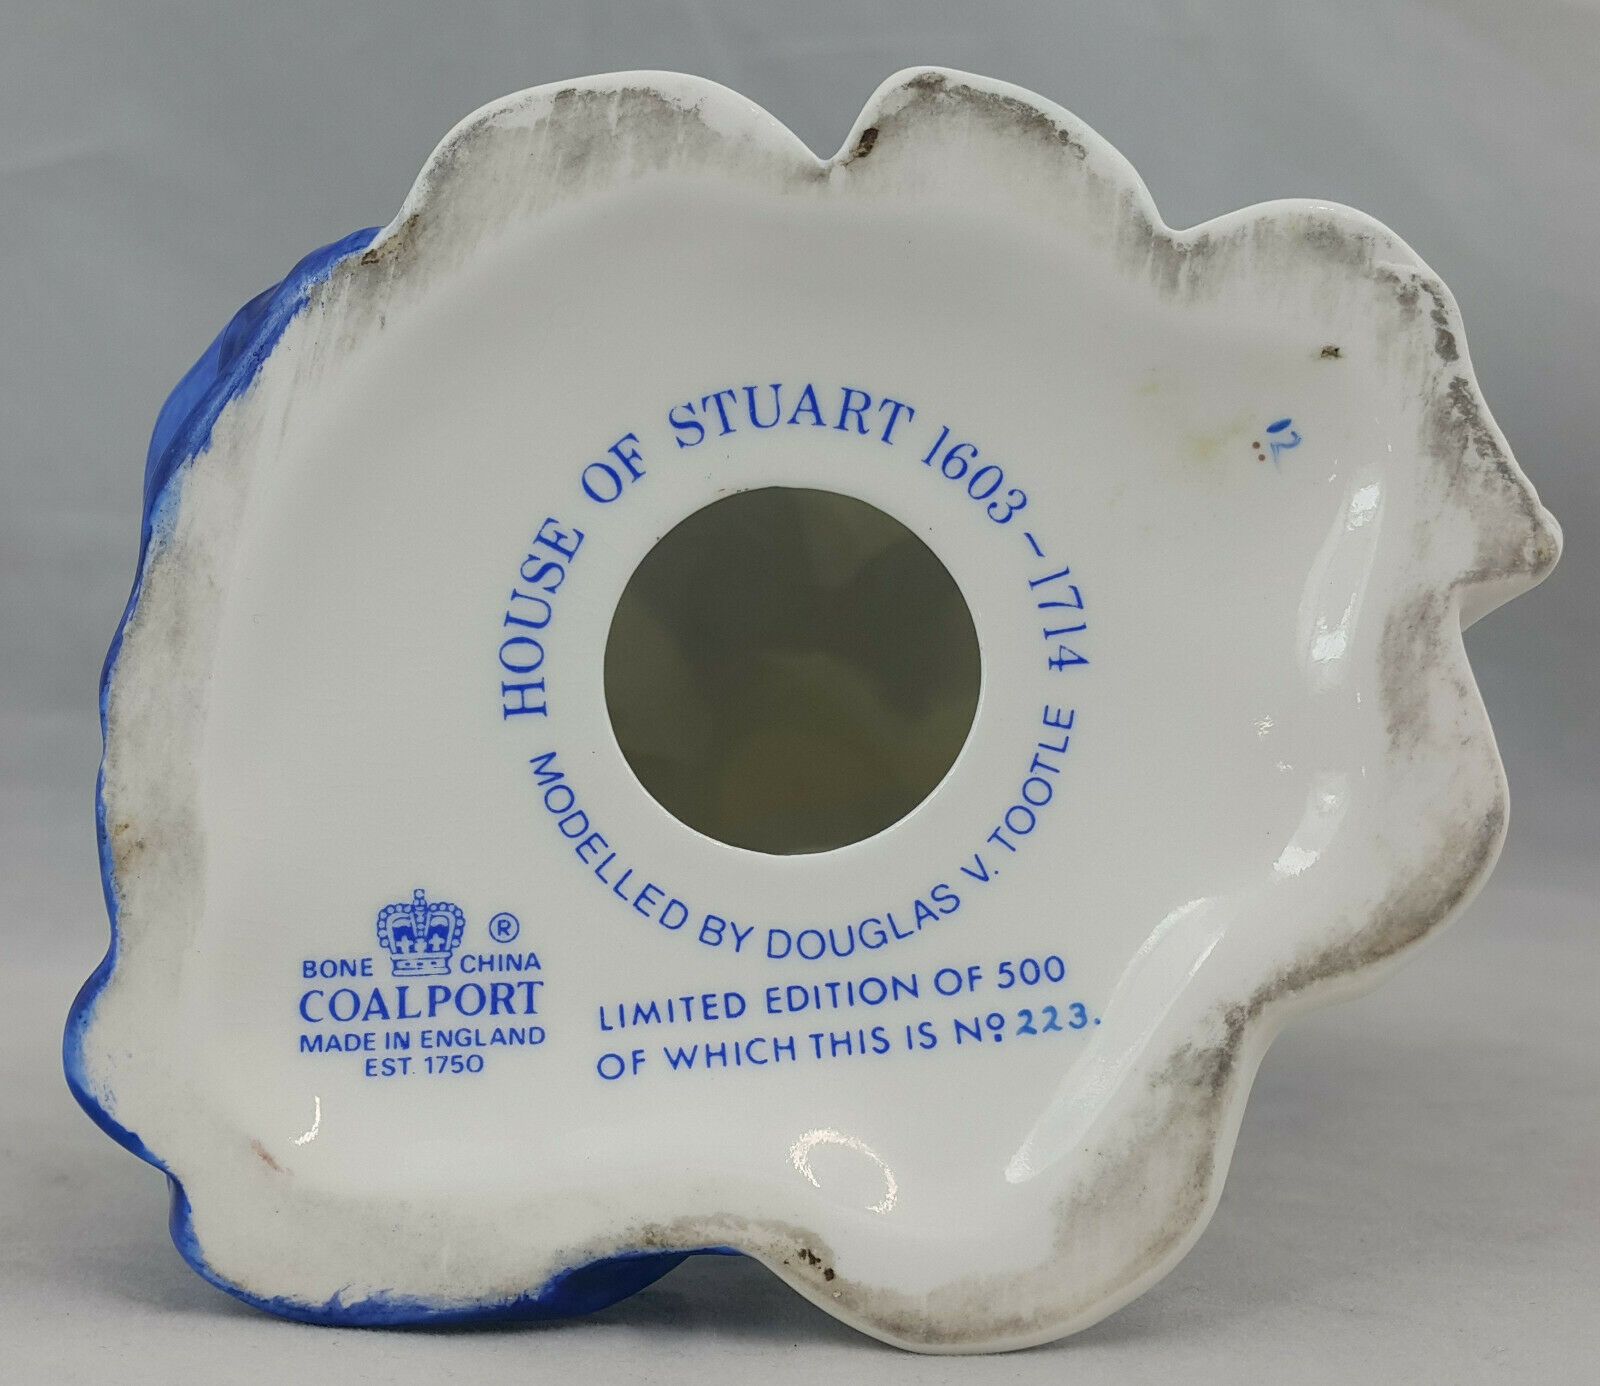 HOUSE OF STUART 1603-1714
MODELLED BY DOUGLAS V. TOOTLE
BONE CHINA ®
COALPORT
MADE IN ENGLAND
EST. 1750
LIMITED EDITION OF 500
OF WHICH THIS IS Nº 223.